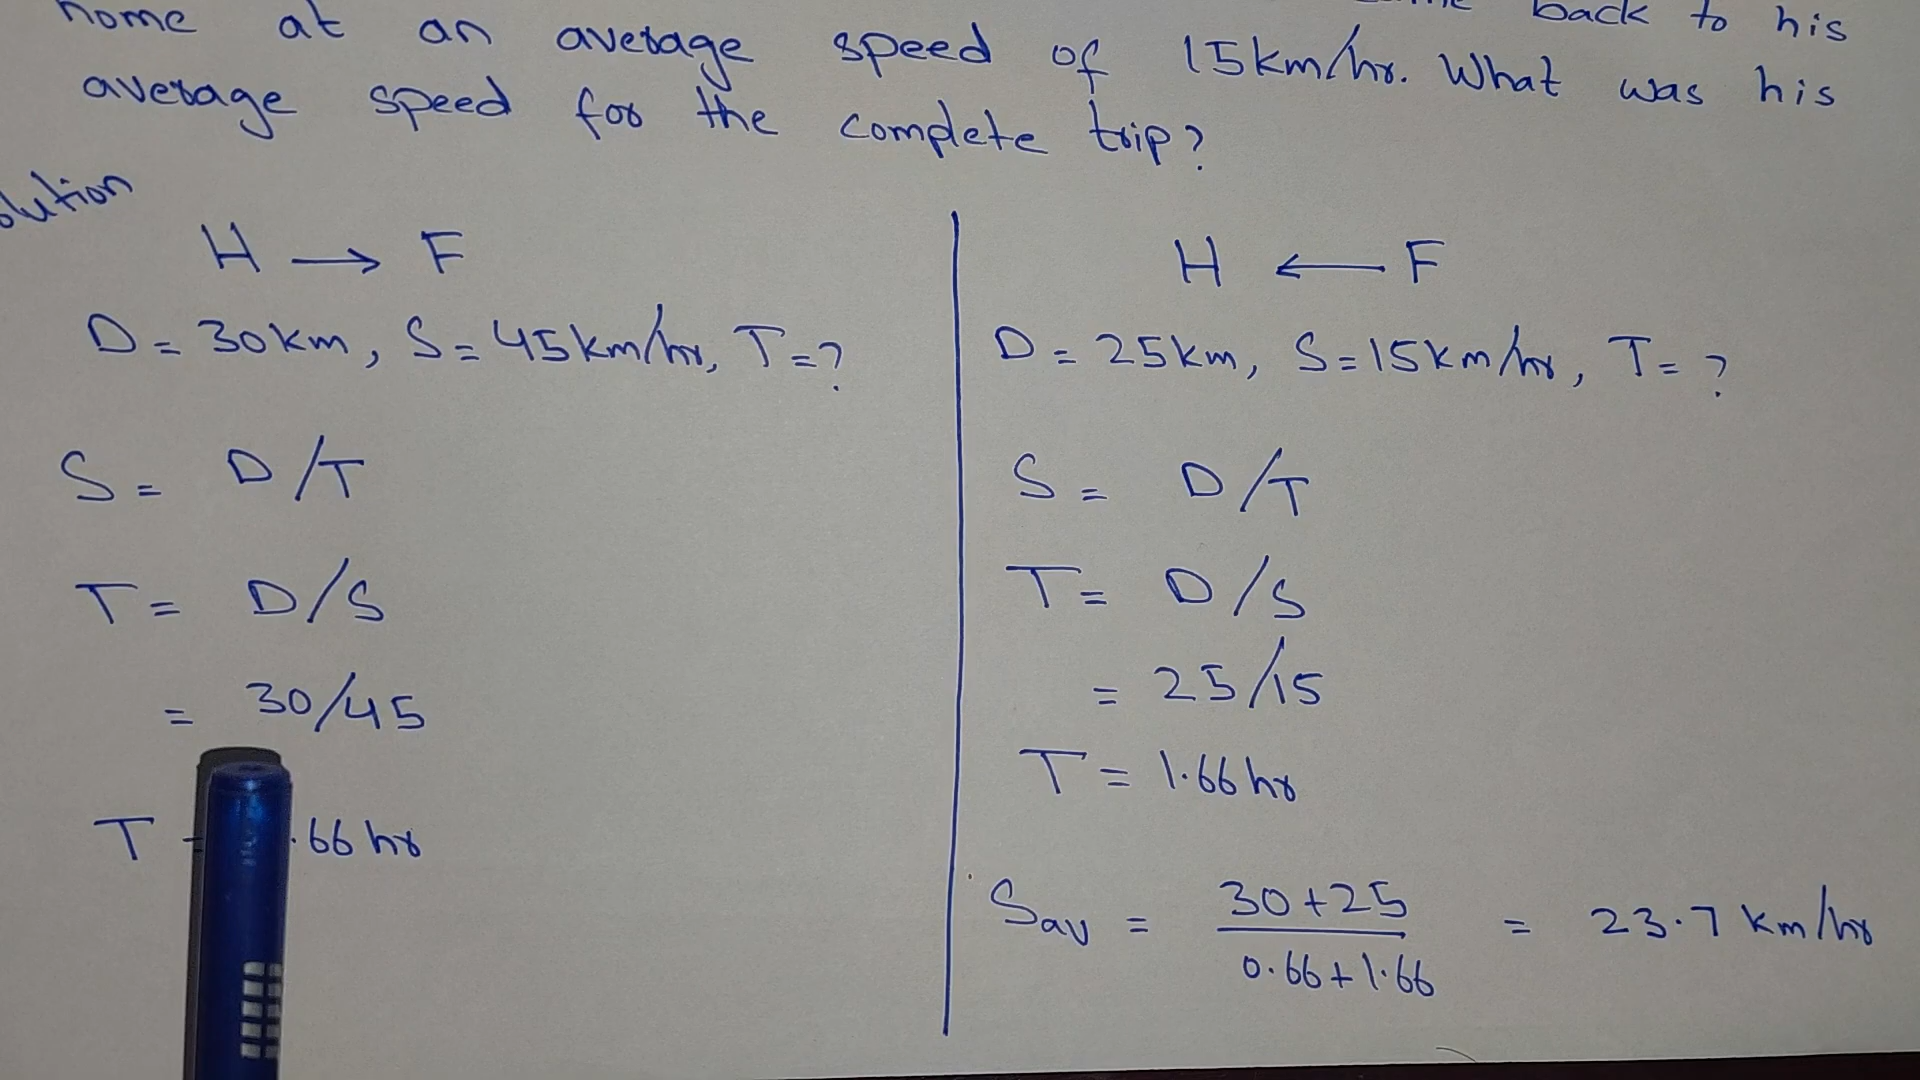 home at an average speed of 15km/hr. What was his
back to his
average speed for the complete trip?
H → F
D = 30km, S = 45km/hr, T = ?
S = D/T
T = D/S
= 30/45
T .66 hr
H ← F
D = 25km, S = 15km/hr, T = ?
S = D/T
T = D/S
= 25/15
T = 1.66 hr
Sav = 30+25 / 0.66+1.66 = 23.7 km/hr